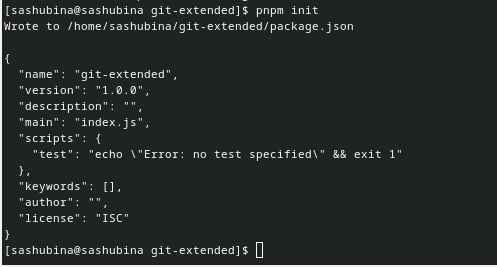 [sashubina@sashubina git-extended]$ pnpm init
Wrote to /home/sashubina/git-extended/package.json

{
  "name": "git-extended",
  "version": "1.0.0",
  "description": "",
  "main": "index.js",
  "scripts": {
    "test": "echo \"Error: no test specified\" && exit 1"
  },
  "keywords": [],
  "author": "",
  "license": "ISC"
}
[sashubina@sashubina git-extended]$